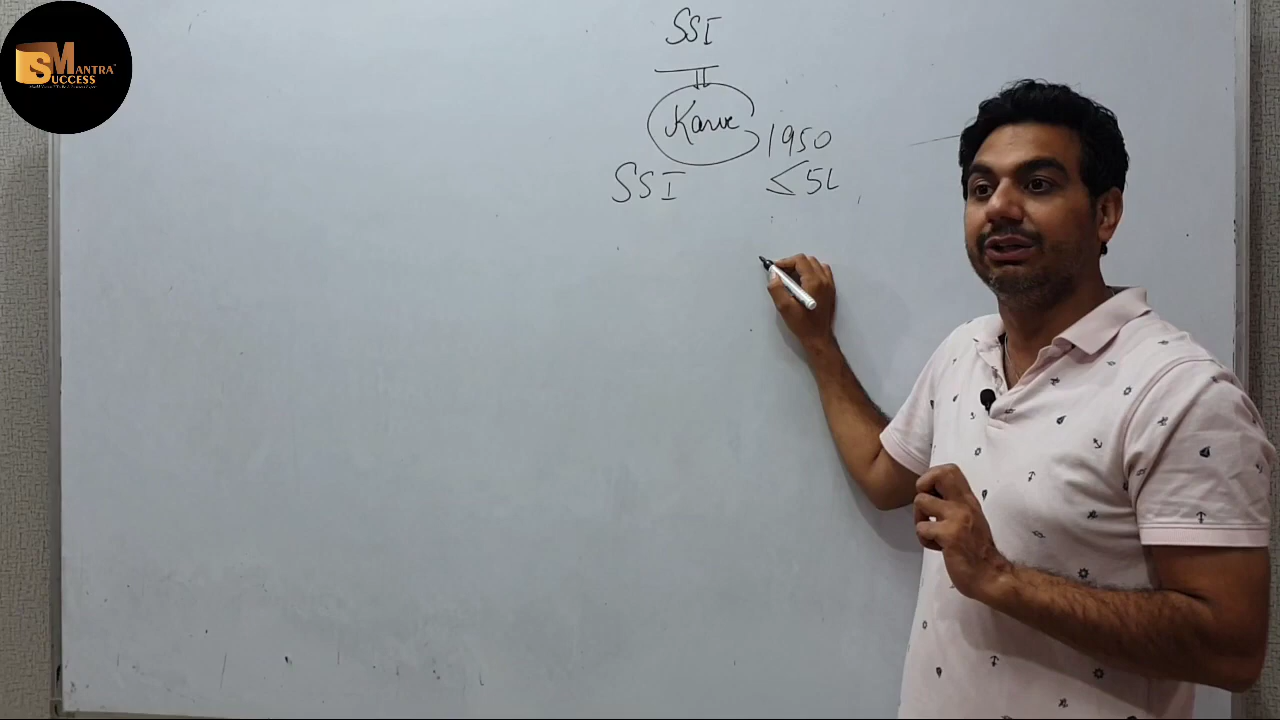 MANTRA
SUCCESS
SSI
Karve
1950
SSI ≤5L